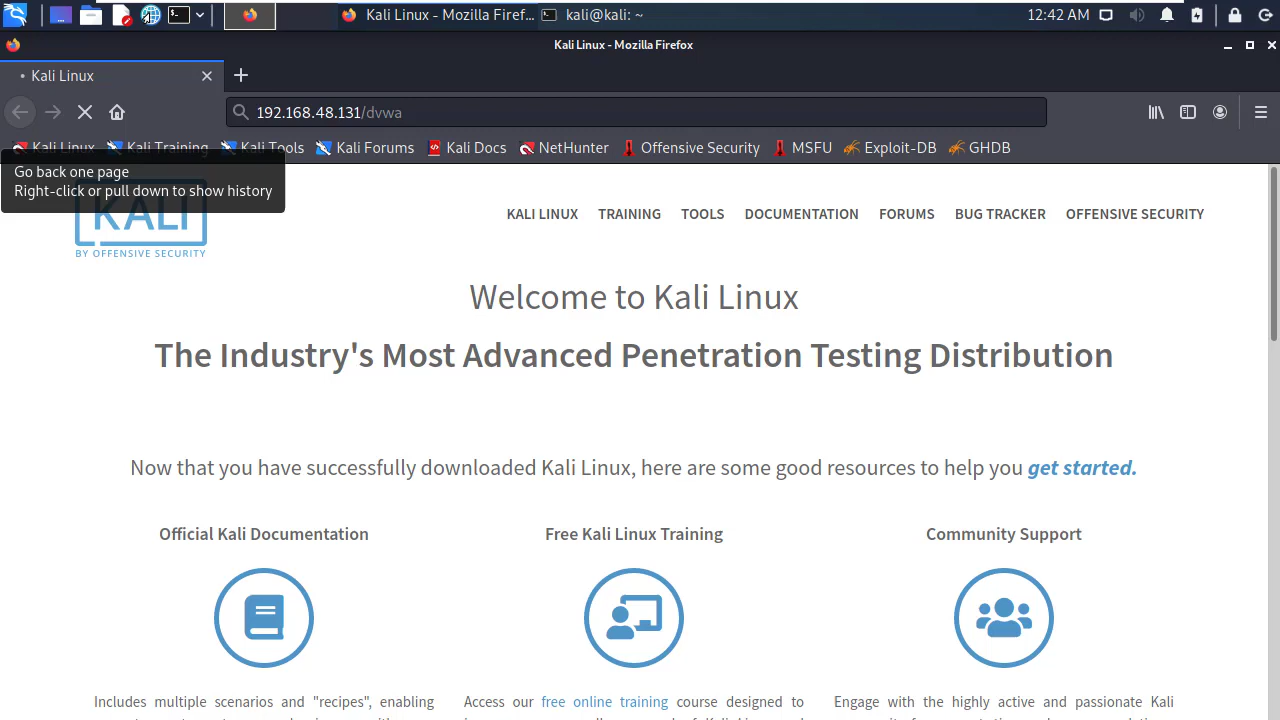 Kali Linux - Mozilla Firef...
kali@kali: ~
12:42 AM
Kali Linux - Mozilla Firefox
• Kali Linux
192.168.48.131/dvwa
Kali Linux Kali Training Kali Tools Kali Forums Kali Docs NetHunter Offensive Security MSFU Exploit-DB GHDB
Go back one page
Right-click or pull down to show history
KALI
BY OFFENSIVE SECURITY
KALI LINUX TRAINING TOOLS DOCUMENTATION FORUMS BUG TRACKER OFFENSIVE SECURITY
Welcome to Kali Linux
The Industry's Most Advanced Penetration Testing Distribution
Now that you have successfully downloaded Kali Linux, here are some good resources to help you get started.
Official Kali Documentation
Free Kali Linux Training
Community Support
Includes multiple scenarios and "recipes", enabling
Access our free online training course designed to
Engage with the highly active and passionate Kali